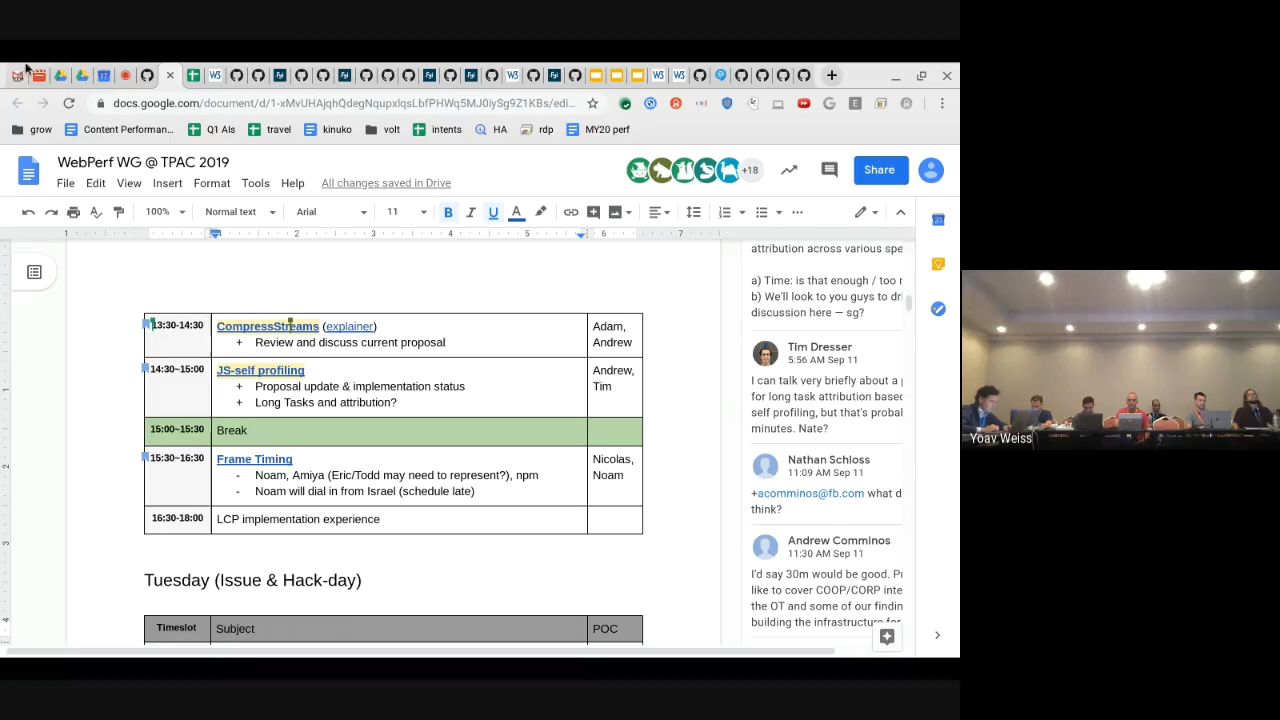 docs.google.com/document/d/1-xMvUHAjqhQdegNqupxlqsLbfPHWq5MJ0iySg9Z1KBs/edi...
grow Content Performan... Q1 AIs travel kinuko volt intents HA rdp MY20 perf
WebPerf WG @ TPAC 2019
+18
Share
File Edit View Insert Format Tools Help All changes saved in Drive
100% Normal text Arial 11 B I U A
1 1 2 3 4 5 6 7
13:30-14:30 CompressStreams (explainer) Adam,
+ Review and discuss current proposal Andrew
14:30~15:00 JS-self profiling Andrew,
+ Proposal update & implementation status Tim
+ Long Tasks and attribution?
15:00~15:30 Break
15:30~16:30 Frame Timing Nicolas,
- Noam, Amiya (Eric/Todd may need to represent?), npm Noam
- Noam will dial in from Israel (schedule late)
16:30-18:00 LCP implementation experience
Tuesday (Issue & Hack-day)
Timeslot Subject POC
attribution across various spe
a) Time: is that enough / too
b) We'll look to you guys to dr
discussion here — sg?
Tim Dresser
5:56 AM Sep 11
I can talk very briefly about a
for long task attribution base
self profiling, but that's probal
minutes. Nate?
Nathan Schloss
11:09 AM Sep 11
+acomminos@fb.com what d
think?
Andrew Comminos
11:30 AM Sep 11
I'd say 30m would be good. Pr
like to cover COOP/CORP inte
the OT and some of our findin
building the infrastructure for
Yoav Weiss